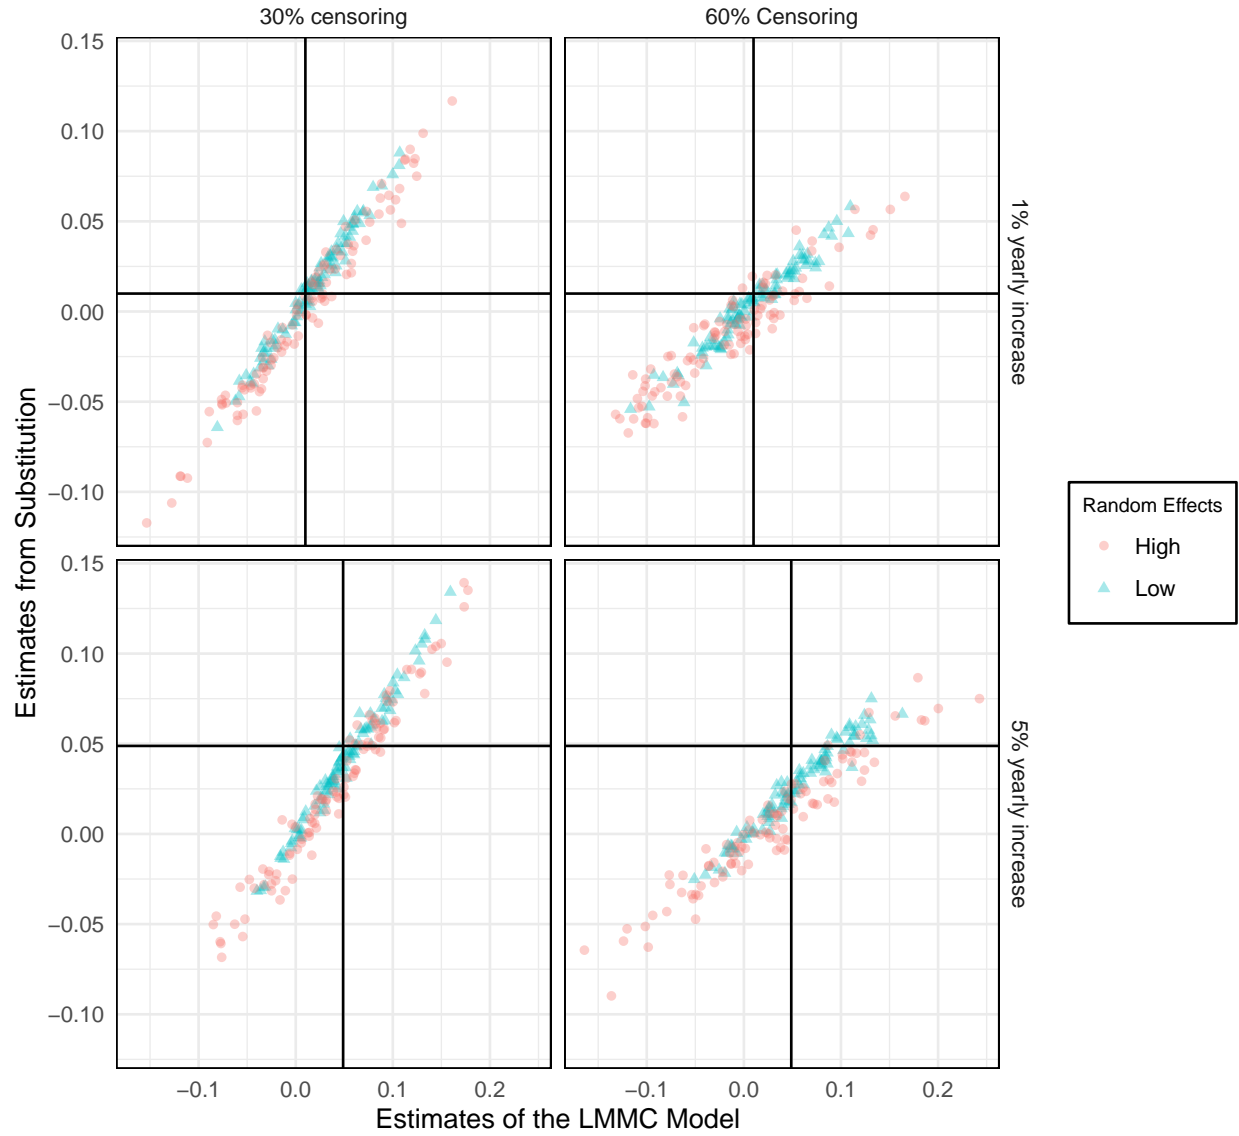 30% censoring
60% Censoring
0.15
0.10
0.05
0.00
−0.05
−0.10
1% yearly increase
0.15
0.10
0.05
0.00
−0.05
−0.10
5% yearly increase
−0.1
0.0
0.1
0.2
−0.1
0.0
0.1
0.2
Estimates of the LMMC Model
Estimates from Substitution
Random Effects
High
Low